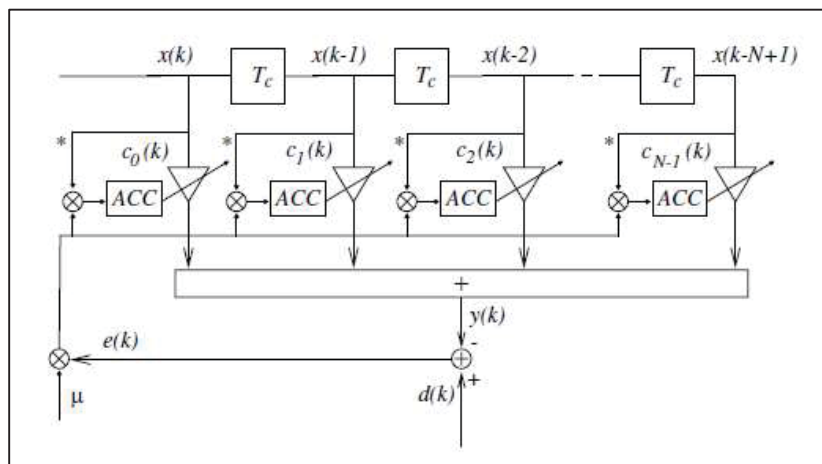 x(k) x(k-1) x(k-2) x(k-N+1)
T_c T_c T_c
* * * *
c_0(k) c_1(k) c_2(k) c_{N-1}(k)
ACC ACC ACC ACC
+
y(k)
-
e(k)
+
μ d(k)